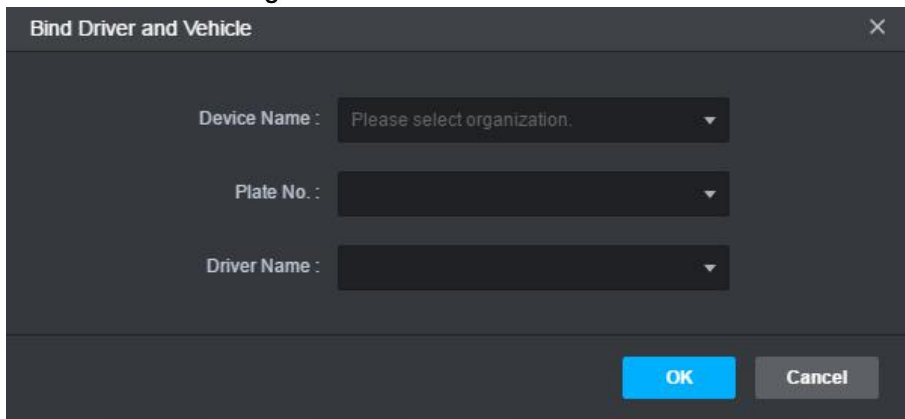 Bind Driver and Vehicle
Device Name : Please select organization.
Plate No. :
Driver Name :
OK Cancel